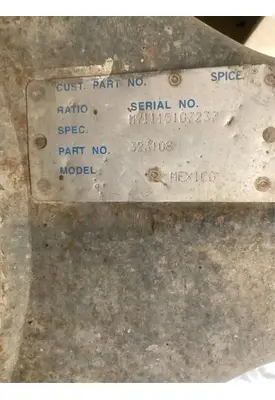 CUST. PART NO. SPICE
RATIO SERIAL NO.
SPEC.
PART NO.
MODEL MEXICO